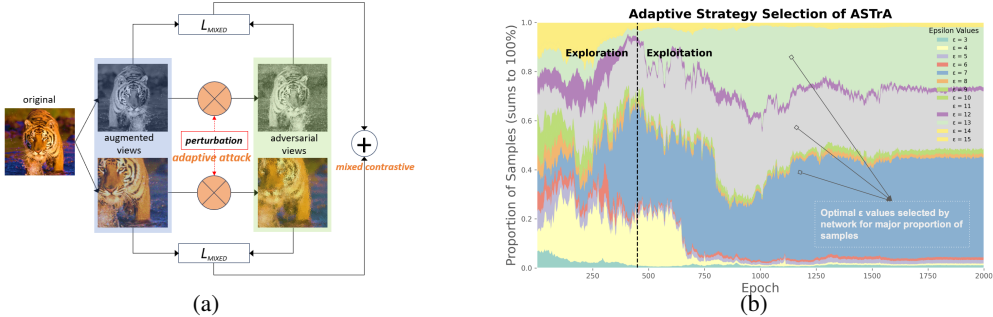 L_MIXED
original
augmented
views
perturbation
adaptive attack
adversarial
views
mixed contrastive
L_MIXED
(a)
Adaptive Strategy Selection of ASTrA
Proportion of Samples (sums to 100%)
1.0
0.8
0.6
0.4
0.2
0.0
Exploration
Exploitation
Epsilon Values
ε = 3
ε = 4
ε = 5
ε = 6
ε = 7
ε = 8
ε = 9
ε = 10
ε = 11
ε = 12
ε = 13
ε = 14
ε = 15
Optimal ε values selected by
network for major proportion of
samples
250
500
750
1000
1250
1500
1750
2000
Epoch
(b)